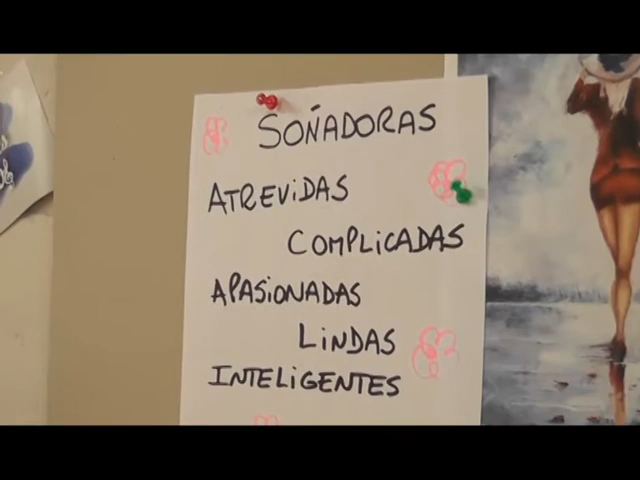 SOÑADORAS
ATREViDAS
COMPLiCADAS
APASiONADAS
LiNDAS
INTELiGENTES